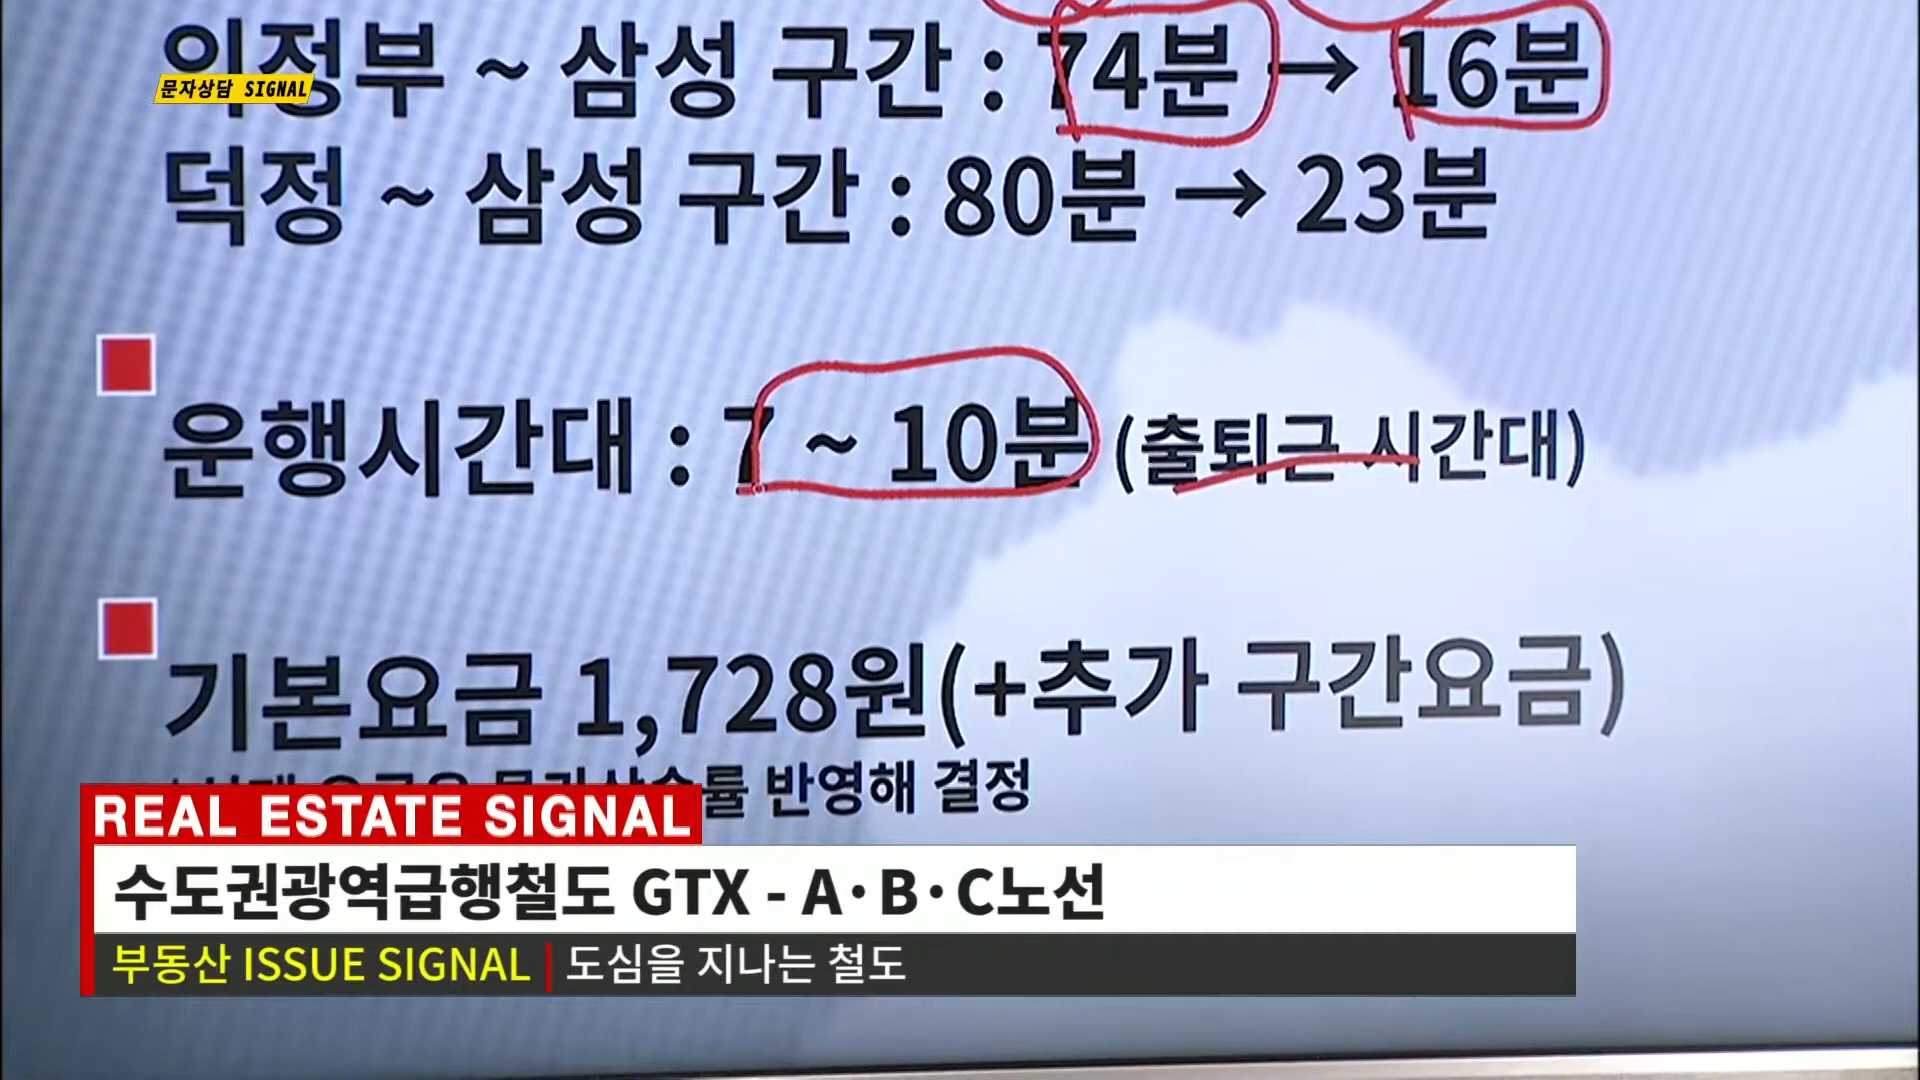 의정부 ~ 삼성 구간 : 74분 → 16분
문자상담 SIGNAL
덕정 ~ 삼성 구간 : 80분 → 23분
운행시간대 : 7 ~ 10분 (출퇴근 시간대)
기본요금 1,728원(+추가 구간요금)
반영해 결정
REAL ESTATE SIGNAL
수도권광역급행철도 GTX - A·B·C노선
부동산 ISSUE SIGNAL | 도심을 지나는 철도